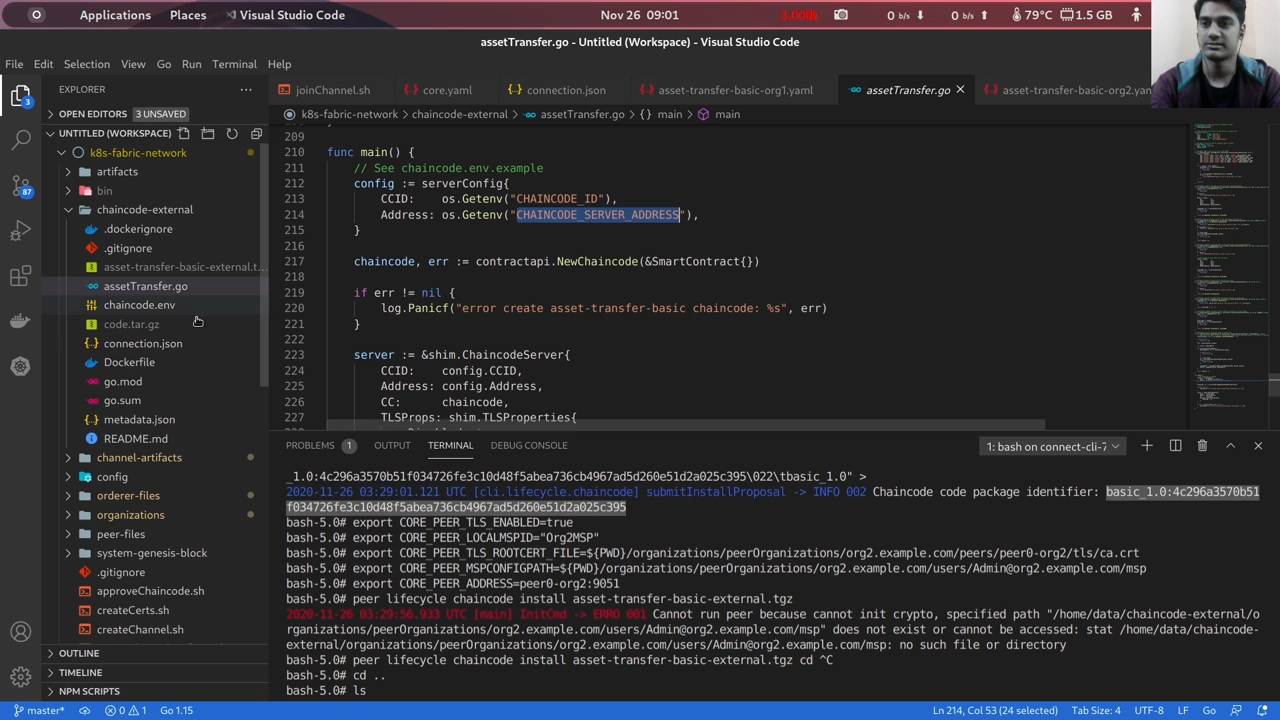 Applications Places Visual Studio Code Nov 26 09:01 3.00% 0 b/s 0 b/s 79°C 1.5 GB
assetTransfer.go - Untitled (Workspace) - Visual Studio Code
File Edit Selection View Go Run Terminal Help
EXPLORER ···
joinChannel.sh core.yaml connection.json asset-transfer-basic-org1.yaml assetTransfer.go asset-transfer-basic-org2.yan
OPEN EDITORS 3 UNSAVED
UNTITLED (WORKSPACE)
k8s-fabric-network
artifacts
bin
chaincode-external
.dockerignore
.gitignore
asset-transfer-basic-external.t...
assetTransfer.go
chaincode.env
code.tar.gz
connection.json
Dockerfile
go.mod
go.sum
metadata.json
README.md
channel-artifacts
config
orderer-files
organizations
peer-files
system-genesis-block
.gitignore
approveChaincode.sh
createCerts.sh
createChannel.sh
OUTLINE
TIMELINE
NPM SCRIPTS
3
87
k8s-fabric-network > chaincode-external > assetTransfer.go > {} main > main
209
210 func main() {
211 // See chaincode.env.example
212 config := serverConfig{
213 CCID: os.Getenv("CHAINCODE_ID"),
214 Address: os.Getenv("CHAINCODE_SERVER_ADDRESS"),
215 }
216
217 chaincode, err := contractapi.NewChaincode(&SmartContract{})
218
219 if err != nil {
220 log.Panicf("error create asset-transfer-basic chaincode: %s", err)
221 }
222
223 server := &shim.ChaincodeServer{
224 CCID: config.CCID,
225 Address: config.Address,
226 CC: chaincode,
227 TLSProps: shim.TLSProperties{
PROBLEMS 1 OUTPUT TERMINAL DEBUG CONSOLE 1: bash on connect-cli-7
_1.0:4c296a3570b51f034726fe3c10d48f5abea736cb4967ad5d260e51d2a025c395\022\tbasic_1.0" >
2020-11-26 03:29:01.121 UTC [cli.lifecycle.chaincode] submitInstallProposal -> INFO 002 Chaincode code package identifier: basic_1.0:4c296a3570b51
f034726fe3c10d48f5abea736cb4967ad5d260e51d2a025c395
bash-5.0# export CORE_PEER_TLS_ENABLED=true
bash-5.0# export CORE_PEER_LOCALMSPID="Org2MSP"
bash-5.0# export CORE_PEER_TLS_ROOTCERT_FILE=${PWD}/organizations/peerOrganizations/org2.example.com/peers/peer0-org2/tls/ca.crt
bash-5.0# export CORE_PEER_MSPCONFIGPATH=${PWD}/organizations/peerOrganizations/org2.example.com/users/Admin@org2.example.com/msp
bash-5.0# export CORE_PEER_ADDRESS=peer0-org2:9051
bash-5.0# peer lifecycle chaincode install asset-transfer-basic-external.tgz
2020-11-26 03:29:56.933 UTC [main] InitCmd -> ERRO 001 Cannot run peer because cannot init crypto, specified path "/home/data/chaincode-external/o
rganizations/peerOrganizations/org2.example.com/users/Admin@org2.example.com/msp" does not exist or cannot be accessed: stat /home/data/chaincode-
external/organizations/peerOrganizations/org2.example.com/users/Admin@org2.example.com/msp: no such file or directory
bash-5.0# peer lifecycle chaincode install asset-transfer-basic-external.tgz cd ^C
bash-5.0# cd ..
bash-5.0# ls
master* 0 1 Go 1.15 Ln 214, Col 53 (24 selected) Tab Size: 4 UTF-8 LF Go